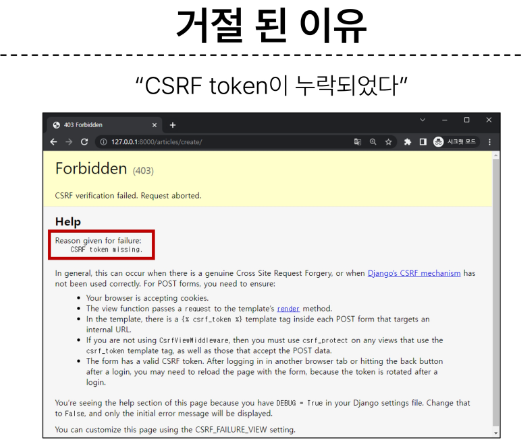 거절 된 이유
“CSRF token이 누락되었다”
403 Forbidden
127.0.0.1:8000/articles/create/
시크릿 모드
Forbidden (403)
CSRF verification failed. Request aborted.
Help
Reason given for failure:
CSRF token missing.
In general, this can occur when there is a genuine Cross Site Request Forgery, or when Django's CSRF mechanism has
not been used correctly. For POST forms, you need to ensure:
• Your browser is accepting cookies.
• The view function passes a request to the template's render method.
• In the template, there is a {% csrf_token %} template tag inside each POST form that targets an
internal URL.
• If you are not using CsrfViewMiddleware, then you must use csrf_protect on any views that use the
csrf_token template tag, as well as those that accept the POST data.
• The form has a valid CSRF token. After logging in in another browser tab or hitting the back button
after a login, you may need to reload the page with the form, because the token is rotated after a
login.
You're seeing the help section of this page because you have DEBUG = True in your Django settings file. Change that
to False, and only the initial error message will be displayed.
You can customize this page using the CSRF_FAILURE_VIEW setting.